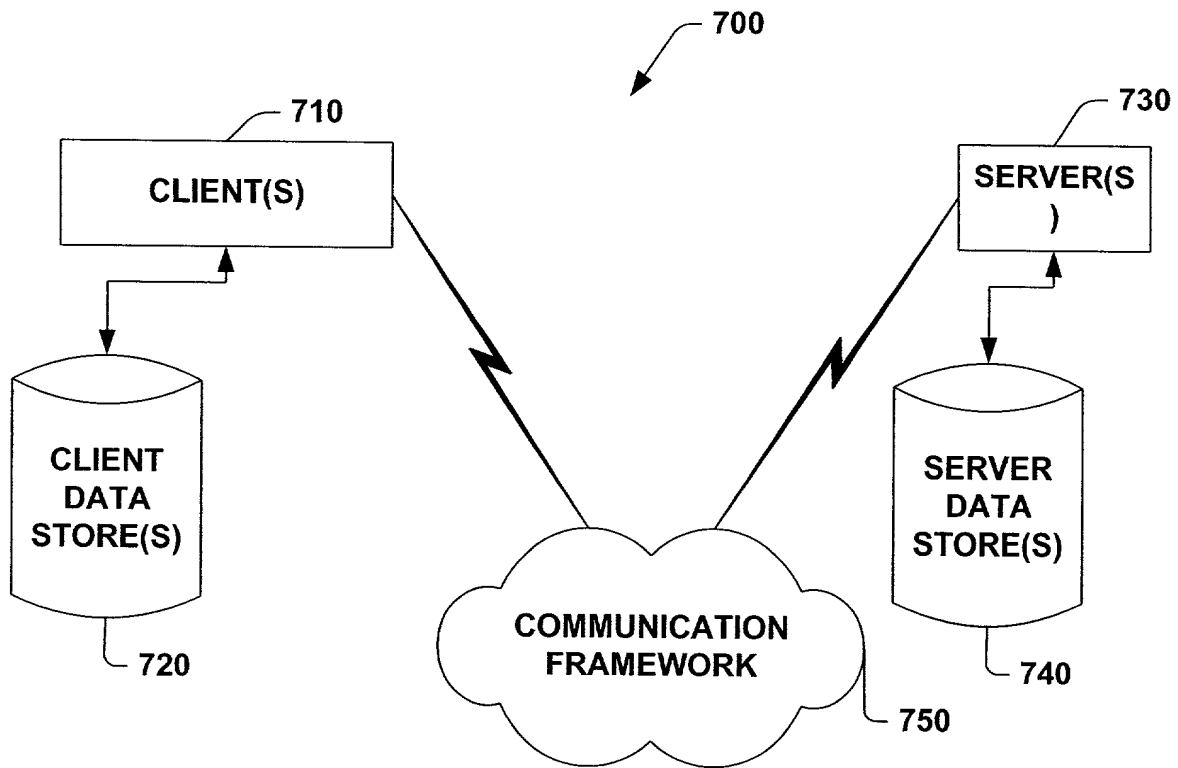 700
710
730
CLIENT(S)
SERVER(S
)
CLIENT
DATA
STORE(S)
SERVER
DATA
STORE(S)
COMMUNICATION
FRAMEWORK
720
740
750